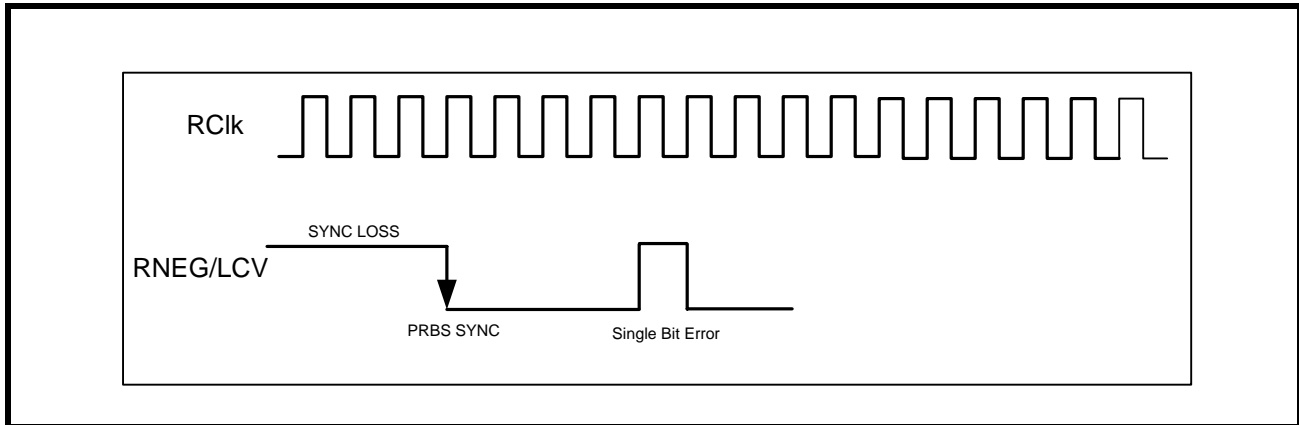 RClk
SYNC LOSS
RNEG/LCV
PRBS SYNC
Single Bit Error